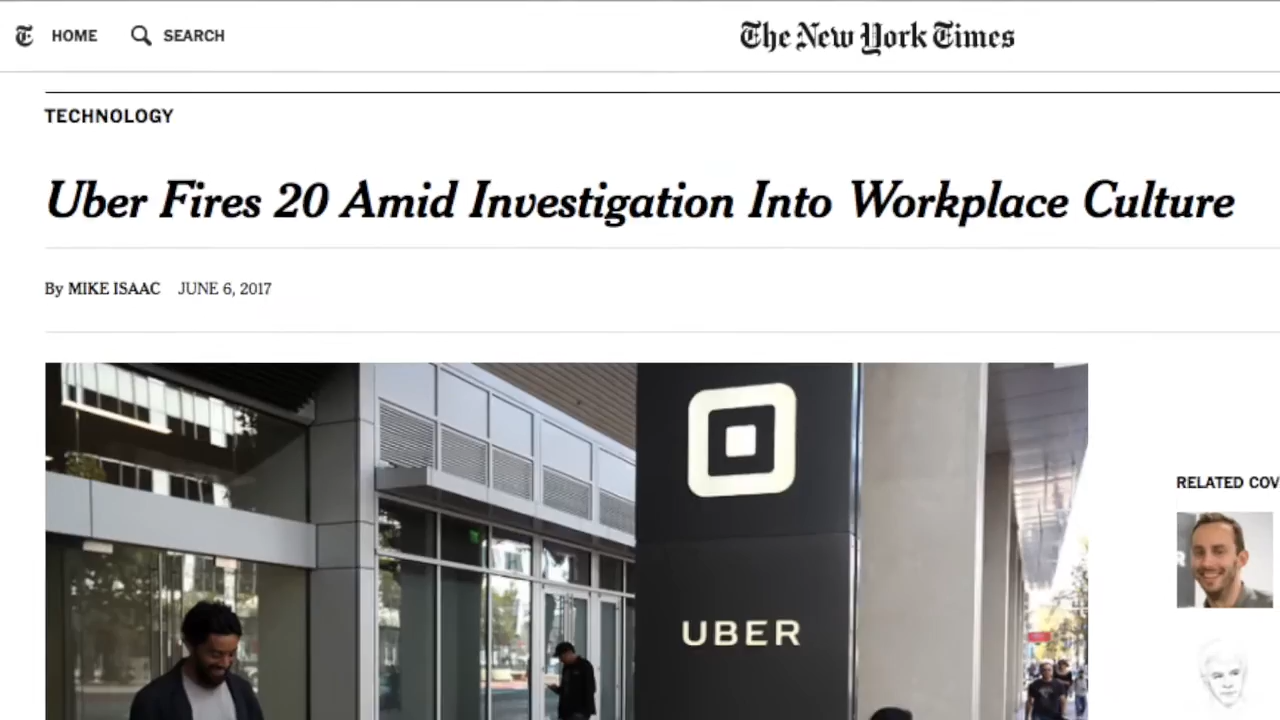 HOME SEARCH The New York Times
TECHNOLOGY
Uber Fires 20 Amid Investigation Into Workplace Culture
By MIKE ISAAC JUNE 6, 2017
RELATED COV
UBER